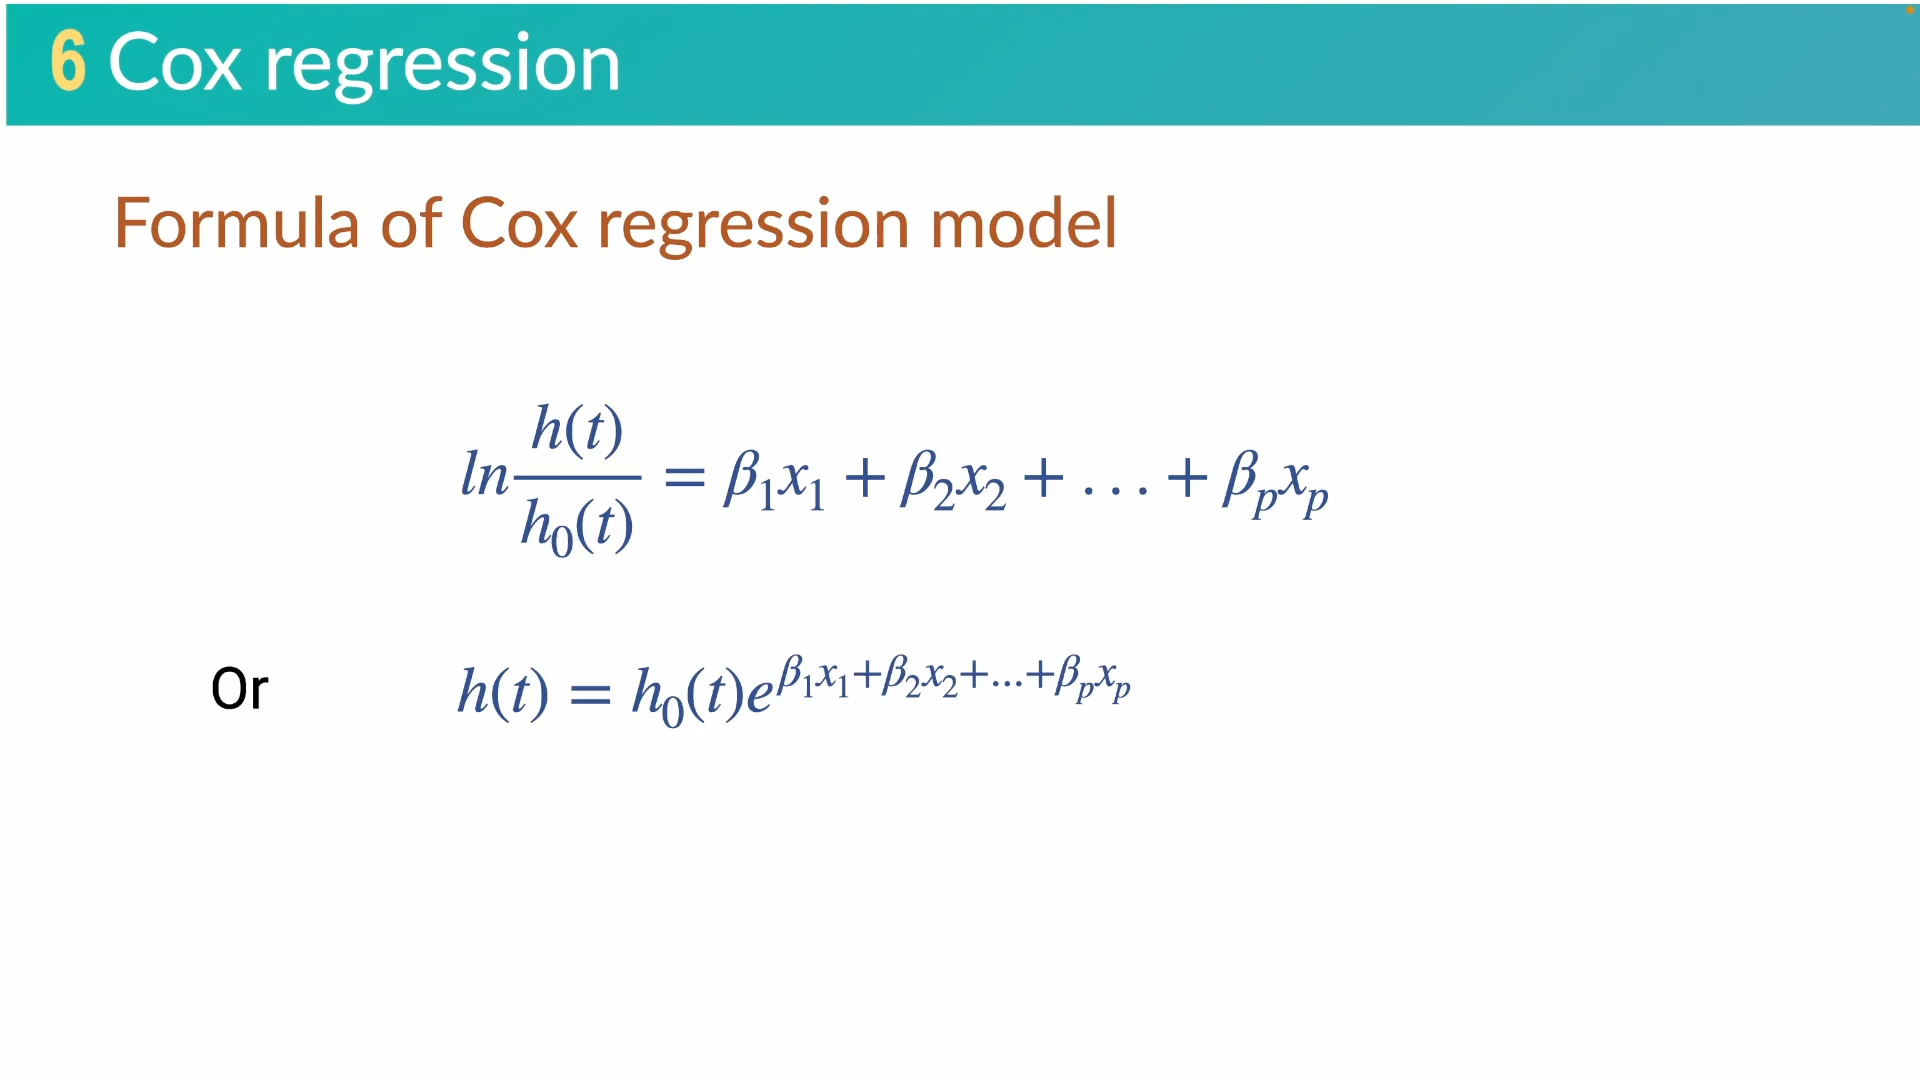 6 Cox regression
Formula of Cox regression model
ln h(t)/h₀(t) = β₁x₁ + β₂x₂ + . . . + βₚxₚ
Or h(t) = h₀(t)e^(β₁x₁+β₂x₂+...+βₚxₚ)